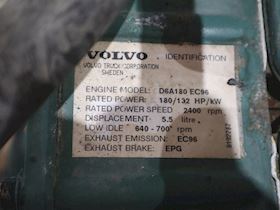 VOLVO IDENTIFICATION
VOLVO TRUCK CORPORATION
SWEDEN
ENGINE MODEL: D6A180 EC96
RATED POWER: 180/132 HP/kW
RATED POWER SPEED 2400 rpm
DISPLACEMENT: 5.5 litre
LOW IDLE 640 - 700 rpm
EXHAUST EMISSION: EC96
EXHAUST BRAKE: EPG